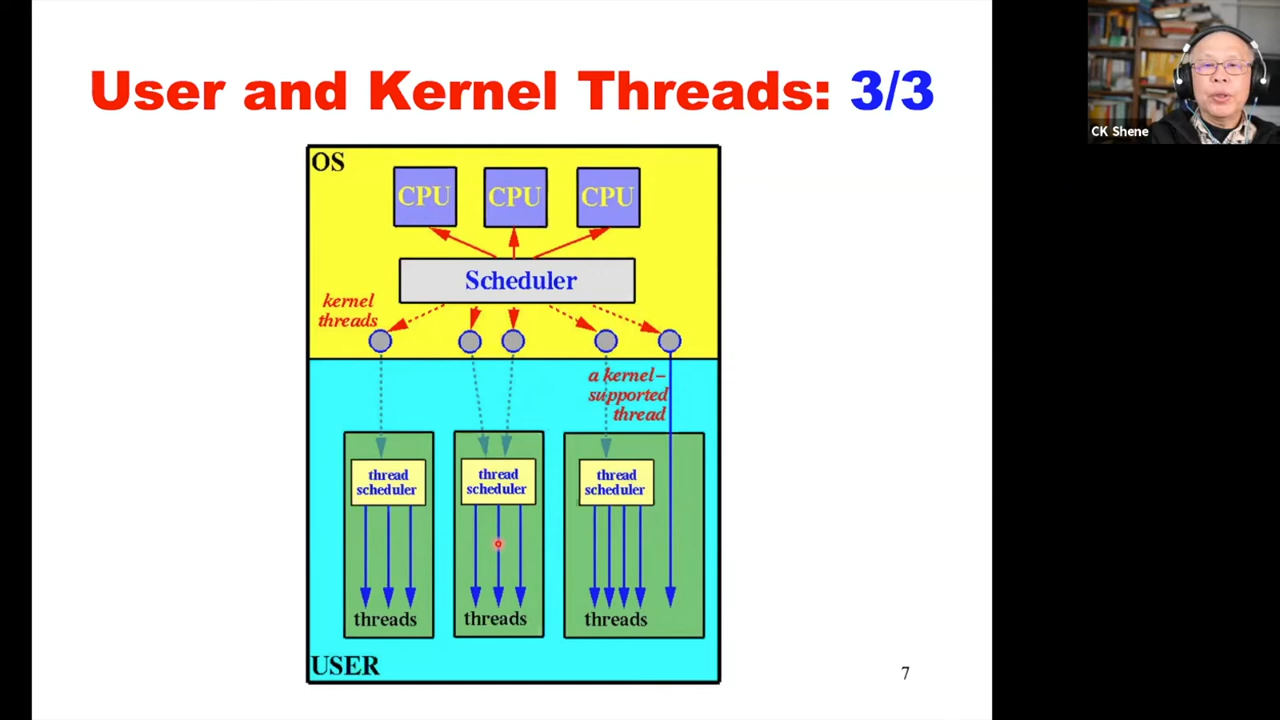 User and Kernel Threads: 3/3
CK Shene
OS
CPU CPU CPU
Scheduler
kernel
threads
a kernel–
supported
thread
thread
scheduler
thread
scheduler
thread
scheduler
threads
threads
threads
USER
7